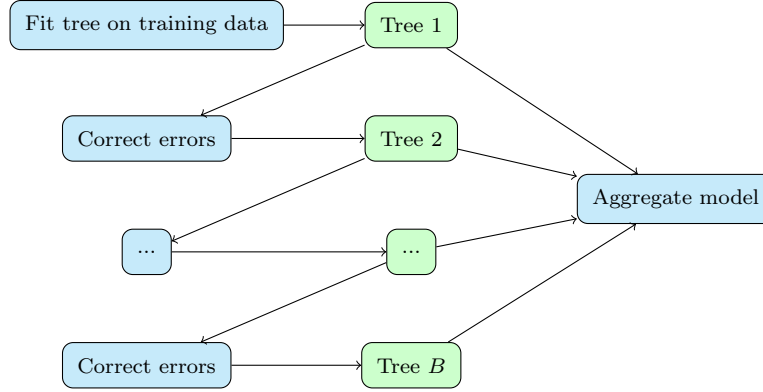 Fit tree on training data
Tree 1
Correct errors
Tree 2
Aggregate model
...
...
Correct errors
Tree B